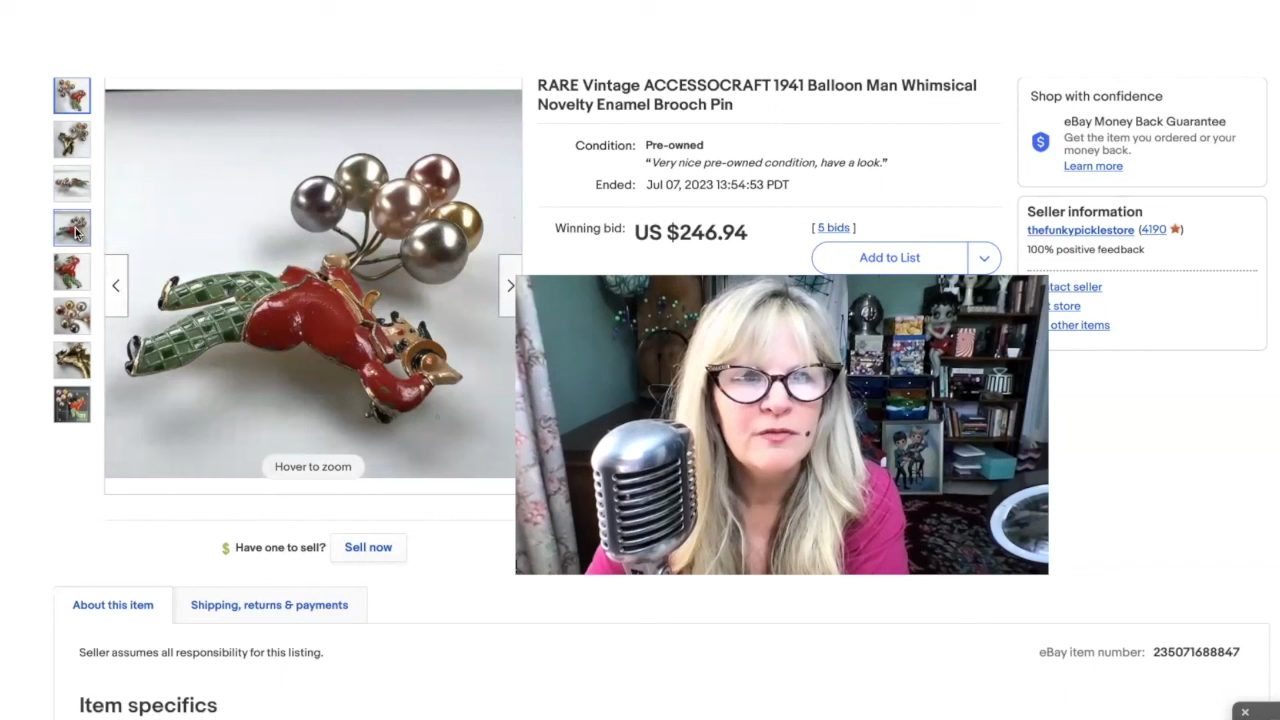 RARE Vintage ACCESSOCRAFT 1941 Balloon Man Whimsical
Novelty Enamel Brooch Pin
Condition: Pre-owned
“Very nice pre-owned condition, have a look.”
Ended: Jul 07, 2023 13:54:53 PDT
Winning bid: US $246.94 [ 5 bids ]
Add to List
Shop with confidence
eBay Money Back Guarantee
Get the item you ordered or your
money back.
Learn more
Seller information
thefunkypicklestore (4190 ★)
100% positive feedback
tact seller
store
other items
Hover to zoom
Have one to sell? Sell now
About this item Shipping, returns & payments
Seller assumes all responsibility for this listing. eBay item number: 235071688847
Item specifics